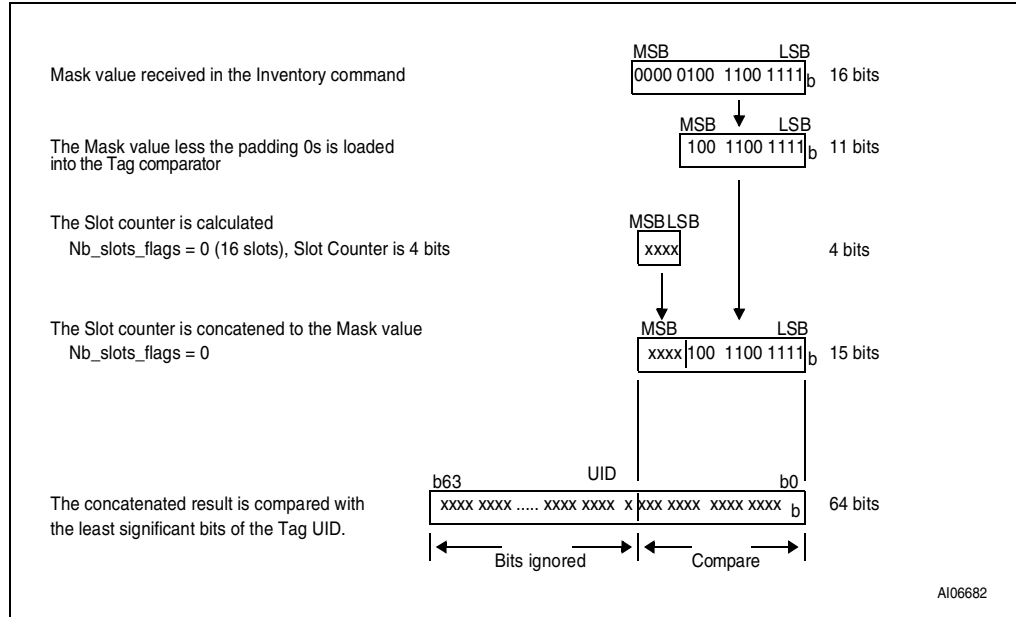 MSB LSB
Mask value received in the Inventory command 0000 0100 1100 1111 b 16 bits
MSB LSB
The Mask value less the padding 0s is loaded
into the Tag comparator
100 1100 1111 b 11 bits
The Slot counter is calculated
MSB LSB
Nb_slots_flags = 0 (16 slots), Slot Counter is 4 bits xxxx 4 bits
The Slot counter is concatened to the Mask value
MSB LSB
Nb_slots_flags = 0 xxxx 100 1100 1111 b 15 bits
UID
b63 b0
The concatenated result is compared with
the least significant bits of the Tag UID.
xxxx xxxx ..... xxxx xxxx x xxx xxxx xxxx xxxx b 64 bits
Bits ignored Compare
AI06682